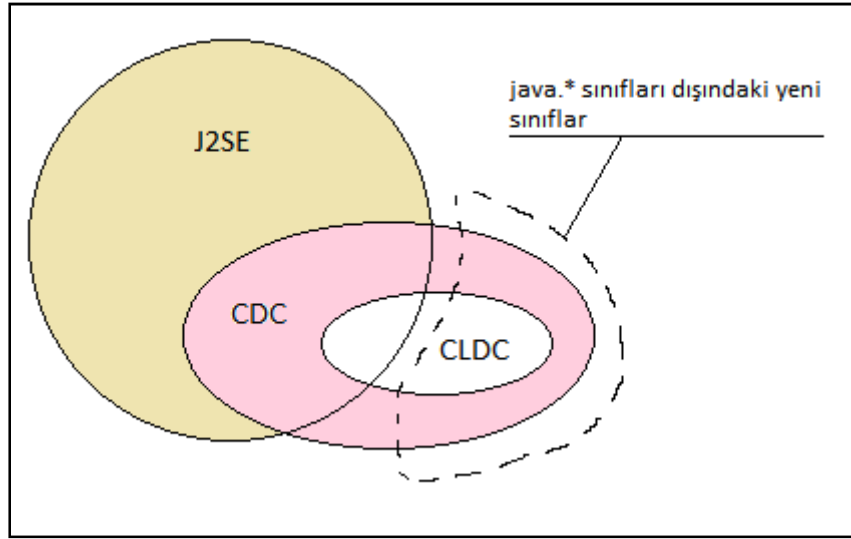 java.* sınıfları dışındaki yeni
sınıflar
J2SE
CDC
CLDC